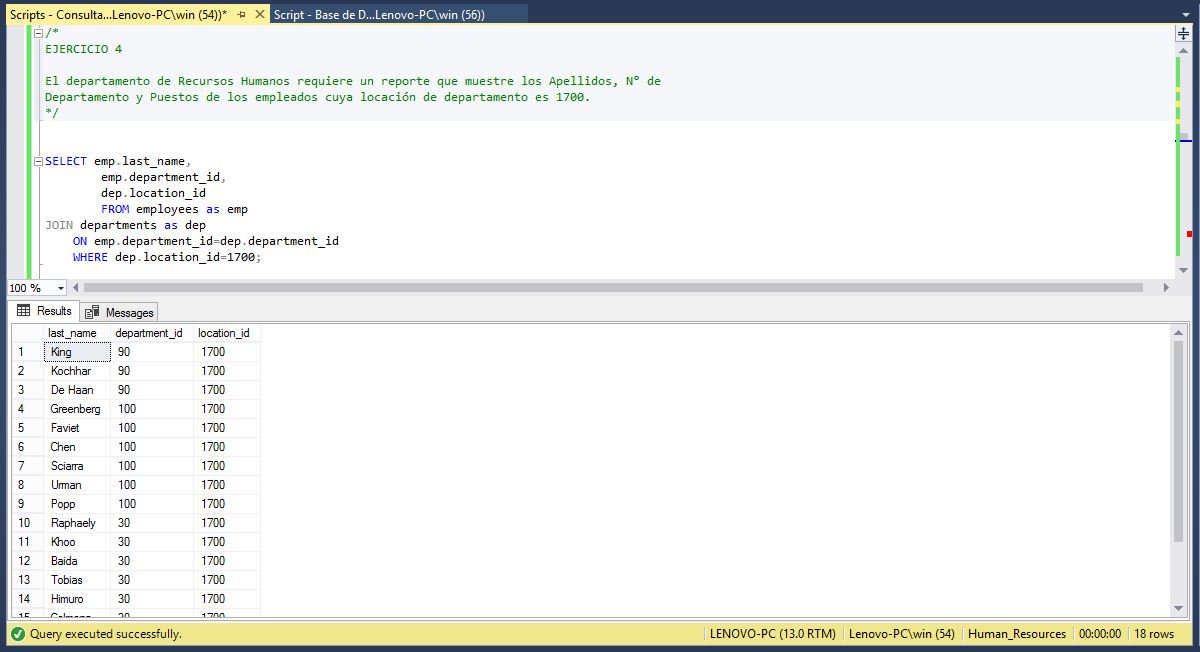 Scripts - Consulta...Lenovo-PC\win (54))* Script - Base de D...Lenovo-PC\win (56))
/*
EJERCICIO 4
El departamento de Recursos Humanos requiere un reporte que muestre los Apellidos, Nº de
Departamento y Puestos de los empleados cuya locación de departamento es 1700.
*/
SELECT emp.last_name,
emp.department_id,
dep.location_id
FROM employees as emp
JOIN departments as dep
ON emp.department_id=dep.department_id
WHERE dep.location_id=1700;
100 %
Results Messages
last_name department_id location_id
1 King 90 1700
2 Kochhar 90 1700
3 De Haan 90 1700
4 Greenberg 100 1700
5 Faviet 100 1700
6 Chen 100 1700
7 Sciarra 100 1700
8 Urman 100 1700
9 Popp 100 1700
10 Raphaely 30 1700
11 Khoo 30 1700
12 Baida 30 1700
13 Tobias 30 1700
14 Himuro 30 1700
15 30 1700
Query executed successfully. LENOVO-PC (13.0 RTM) Lenovo-PC\win (54) Human_Resources 00:00:00 18 rows